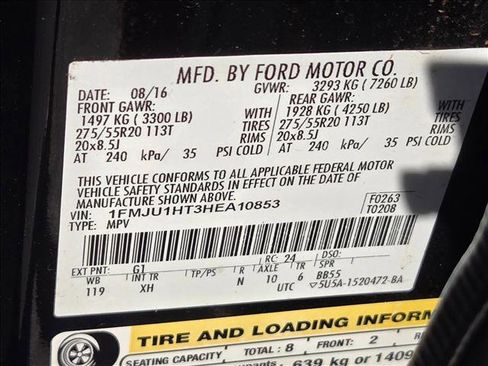 MFD. BY FORD MOTOR CO.
DATE: 08/16 GVWR: 3293 KG ( 7260 LB)
FRONT GAWR: REAR GAWR:
1497 KG ( 3300 LB) 1928 KG ( 4250 LB)
275/55R20 113T TIRES 275/55R20 113T
20x8.5J RIMS 20x8.5J
AT 240 kPa/ 35 PSI COLD AT 240 kPa/ 35 PSI COLD
THIS VEHICLE CONFORMS TO ALL APPLICABLE FEDERAL MOTOR
VEHICLE SAFETY STANDARDS IN EFFECT ON THE DATE OF
MANUFACTURE SHOWN ABOVE.
VIN: 1FMJU1HT3HEA10853 F0263
TYPE: MPV T0208
EXT PNT: G1 RC: 24 DSO:
WB INT TR TP/PS R AXLE TR SPR
119 XH N 10 6 BB55
UTC ▽5U5A-1520472-BA
TIRE AND LOADING INFORM
SEATING CAPACITY TOTAL: 8 FRONT: 2
639 kg or 1409